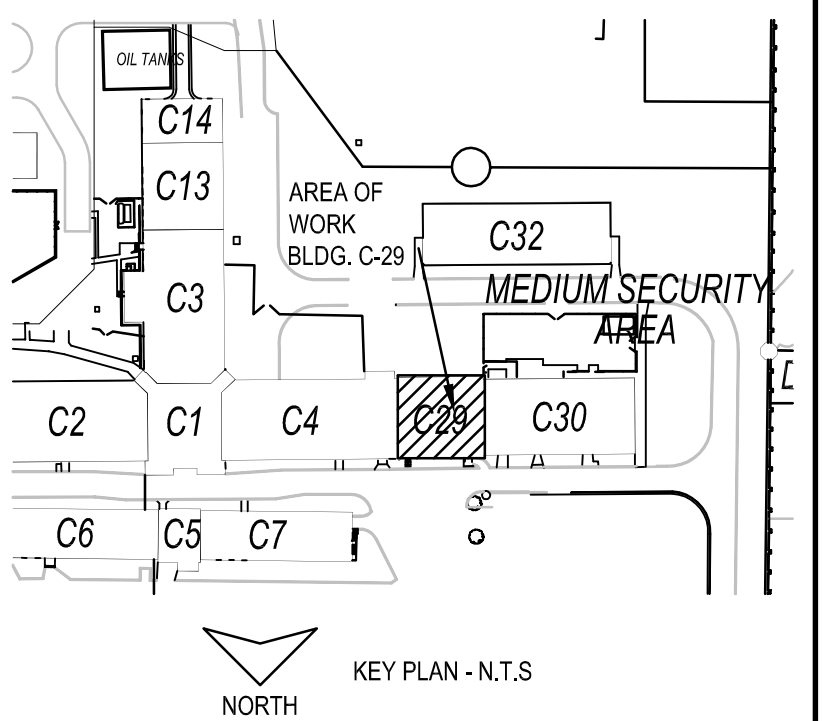 OIL TANKS
C14
C13
AREA OF
WORK
BLDG. C-29
C32
C3
MEDIUM SECURITY
AREA
C2
C1
C4
C29
C30
C6
C5
C7
KEY PLAN - N.T.S
NORTH